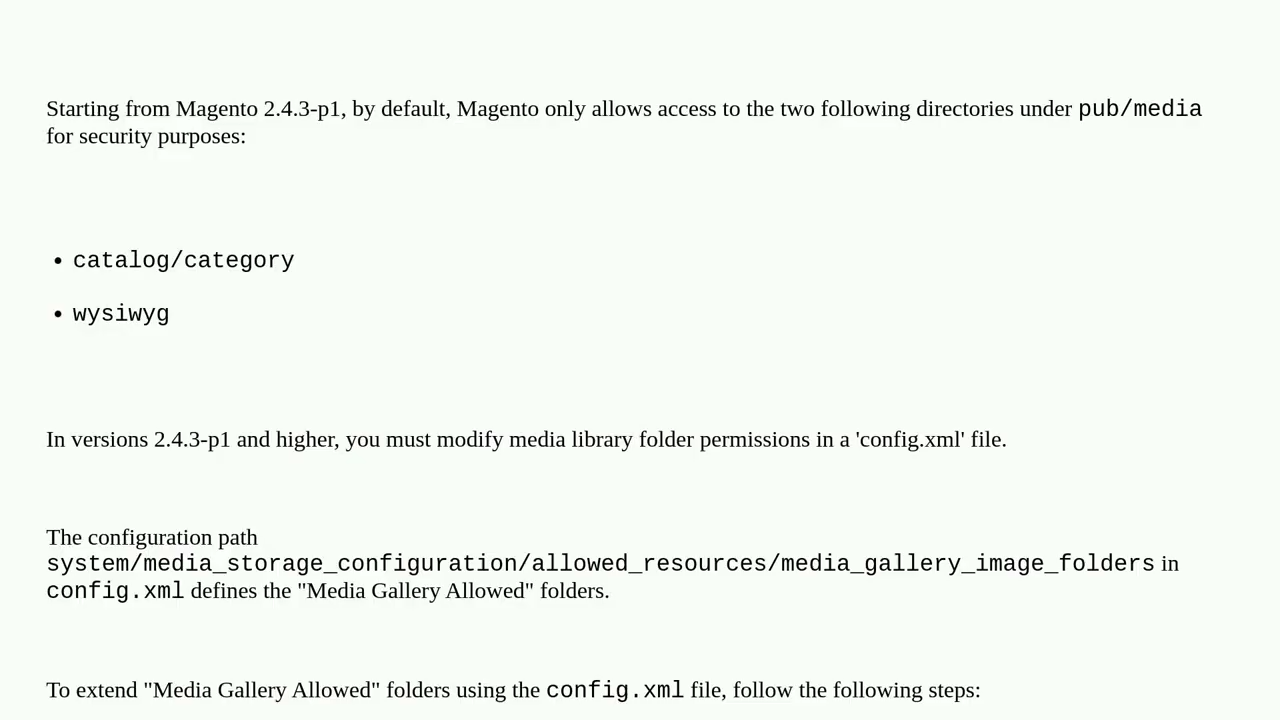 Starting from Magento 2.4.3-p1, by default, Magento only allows access to the two following directories under pub/media
for security purposes:
• catalog/category
• wysiwyg
In versions 2.4.3-p1 and higher, you must modify media library folder permissions in a 'config.xml' file.
The configuration path
system/media_storage_configuration/allowed_resources/media_gallery_image_folders in
config.xml defines the "Media Gallery Allowed" folders.
To extend "Media Gallery Allowed" folders using the config.xml file, follow the following steps: